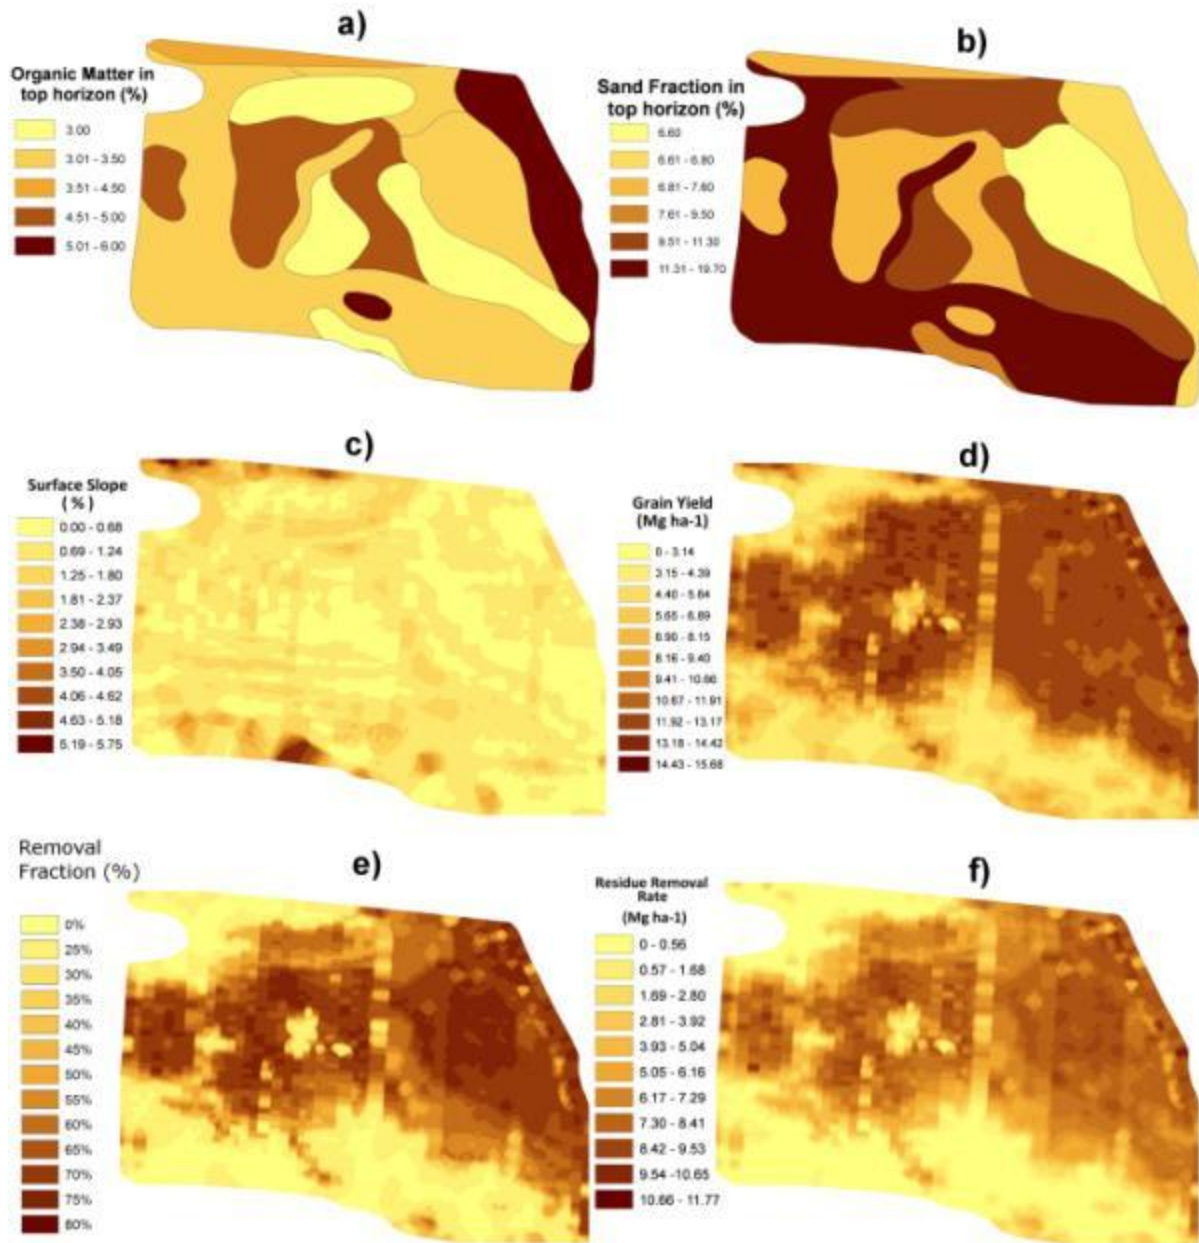 a)
Organic Matter in
top horizon (%)
3.00
3.01 - 3.50
3.51 - 4.50
4.51 - 5.00
5.01 - 6.00
b)
Sand Fraction in
top horizon (%)
6.60
6.61 - 6.80
6.81 - 7.60
7.61 - 9.50
9.51 - 11.30
11.31 - 19.70
c)
Surface Slope
( % )
0.00 - 0.68
0.69 - 1.24
1.25 - 1.80
1.81 - 2.37
2.38 - 2.93
2.94 - 3.49
3.50 - 4.05
4.06 - 4.62
4.63 - 5.18
5.19 - 5.75
d)
Grain Yield
(Mg ha-1)
0 - 3.14
3.15 - 4.39
4.40 - 5.64
5.65 - 6.89
6.90 - 8.15
8.16 - 9.40
9.41 - 10.66
10.67 - 11.91
11.92 - 13.17
13.18 - 14.42
14.43 - 15.68
e)
Removal
Fraction (%)
0%
25%
30%
35%
40%
45%
50%
55%
60%
65%
70%
75%
80%
f)
Residue Removal
Rate
(Mg ha-1)
0 - 0.56
0.57 - 1.68
1.69 - 2.80
2.81 - 3.92
3.93 - 5.04
5.05 - 6.16
6.17 - 7.29
7.30 - 8.41
8.42 - 9.53
9.54 -10.65
10.66 - 11.77